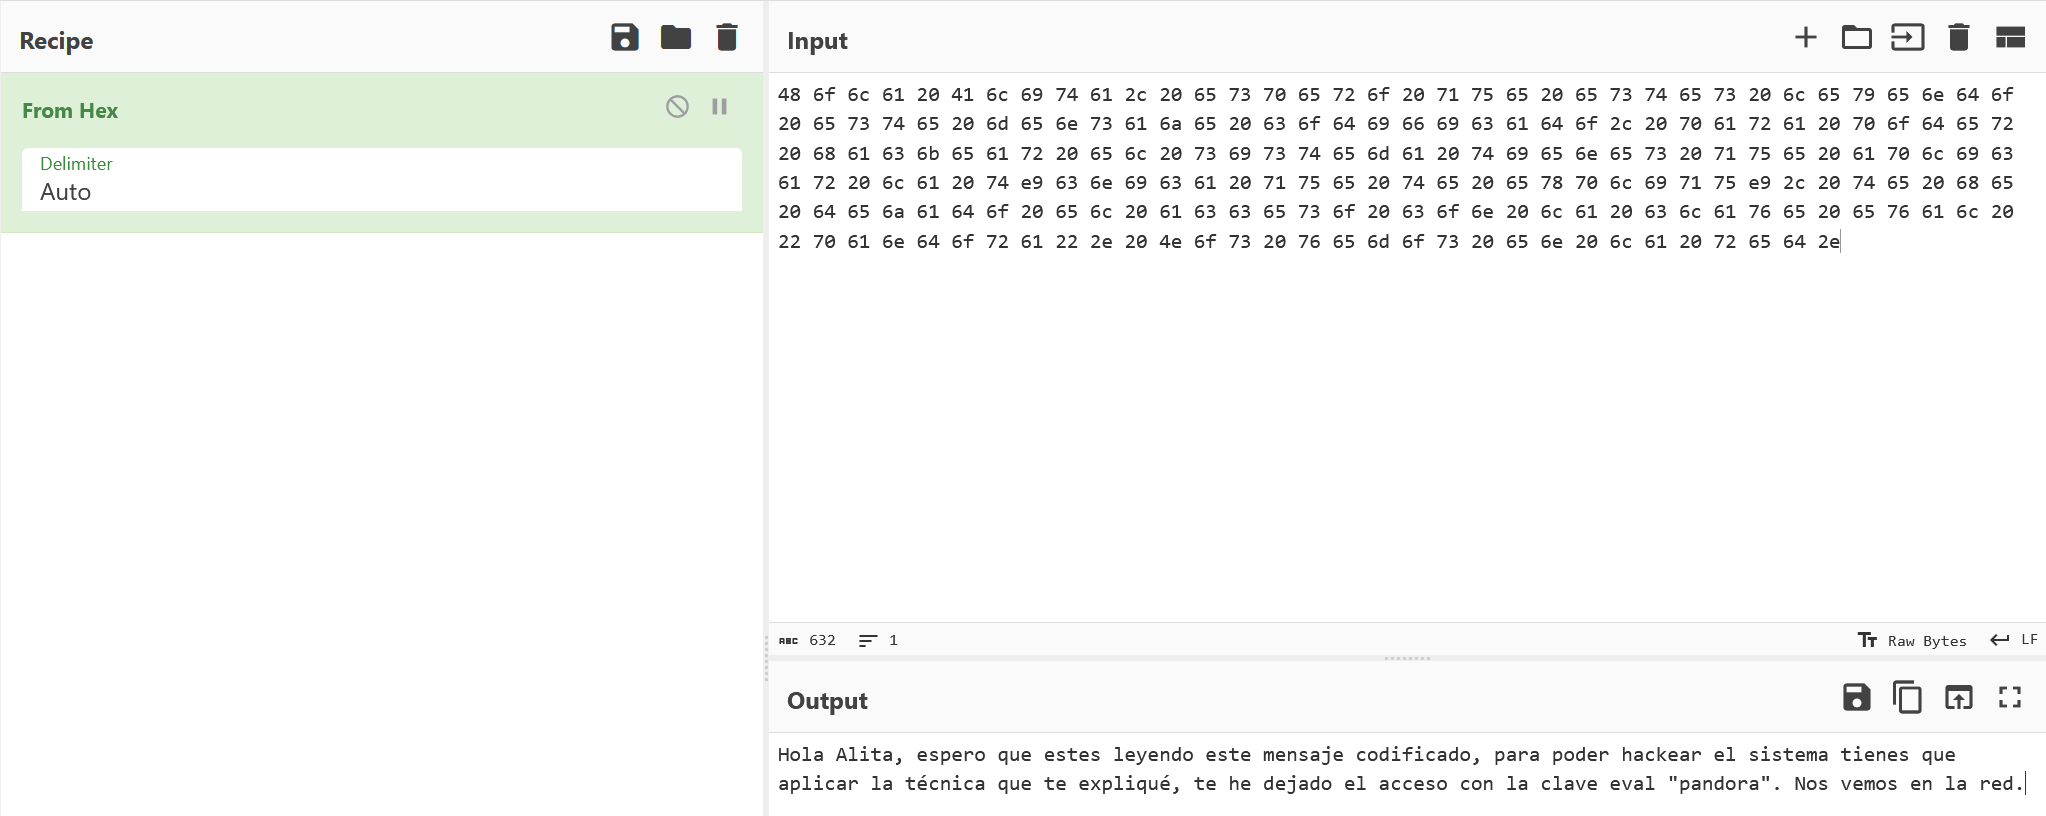 Recipe
From Hex
Delimiter
Auto
Input
48 6f 6c 61 20 41 6c 69 74 61 2c 20 65 73 70 65 72 6f 20 71 75 65 20 65 73 74 65 73 20 6c 65 79 65 6e 64 6f
20 65 73 74 65 20 6d 65 6e 73 61 6a 65 20 63 6f 64 69 66 69 63 61 64 6f 2c 20 70 61 72 61 20 70 6f 64 65 72
20 68 61 63 6b 65 61 72 20 65 6c 20 73 69 73 74 65 6d 61 20 74 69 65 6e 65 73 20 71 75 65 20 61 70 6c 69 63
61 72 20 6c 61 20 74 e9 63 6e 69 63 61 20 71 75 65 20 74 65 20 65 78 70 6c 69 71 75 e9 2c 20 74 65 20 68 65
20 64 65 6a 61 64 6f 20 65 6c 20 61 63 63 65 73 6f 20 63 6f 6e 20 6c 61 20 63 6c 61 76 65 20 65 76 61 6c 20
22 70 61 6e 64 6f 72 61 22 2e 20 4e 6f 73 20 76 65 6d 6f 73 20 65 6e 20 6c 61 20 72 65 64 2e
ABC 632 1
Raw Bytes LF
Output
Hola Alita, espero que estes leyendo este mensaje codificado, para poder hackear el sistema tienes que
aplicar la técnica que te expliqué, te he dejado el acceso con la clave eval "pandora". Nos vemos en la red.